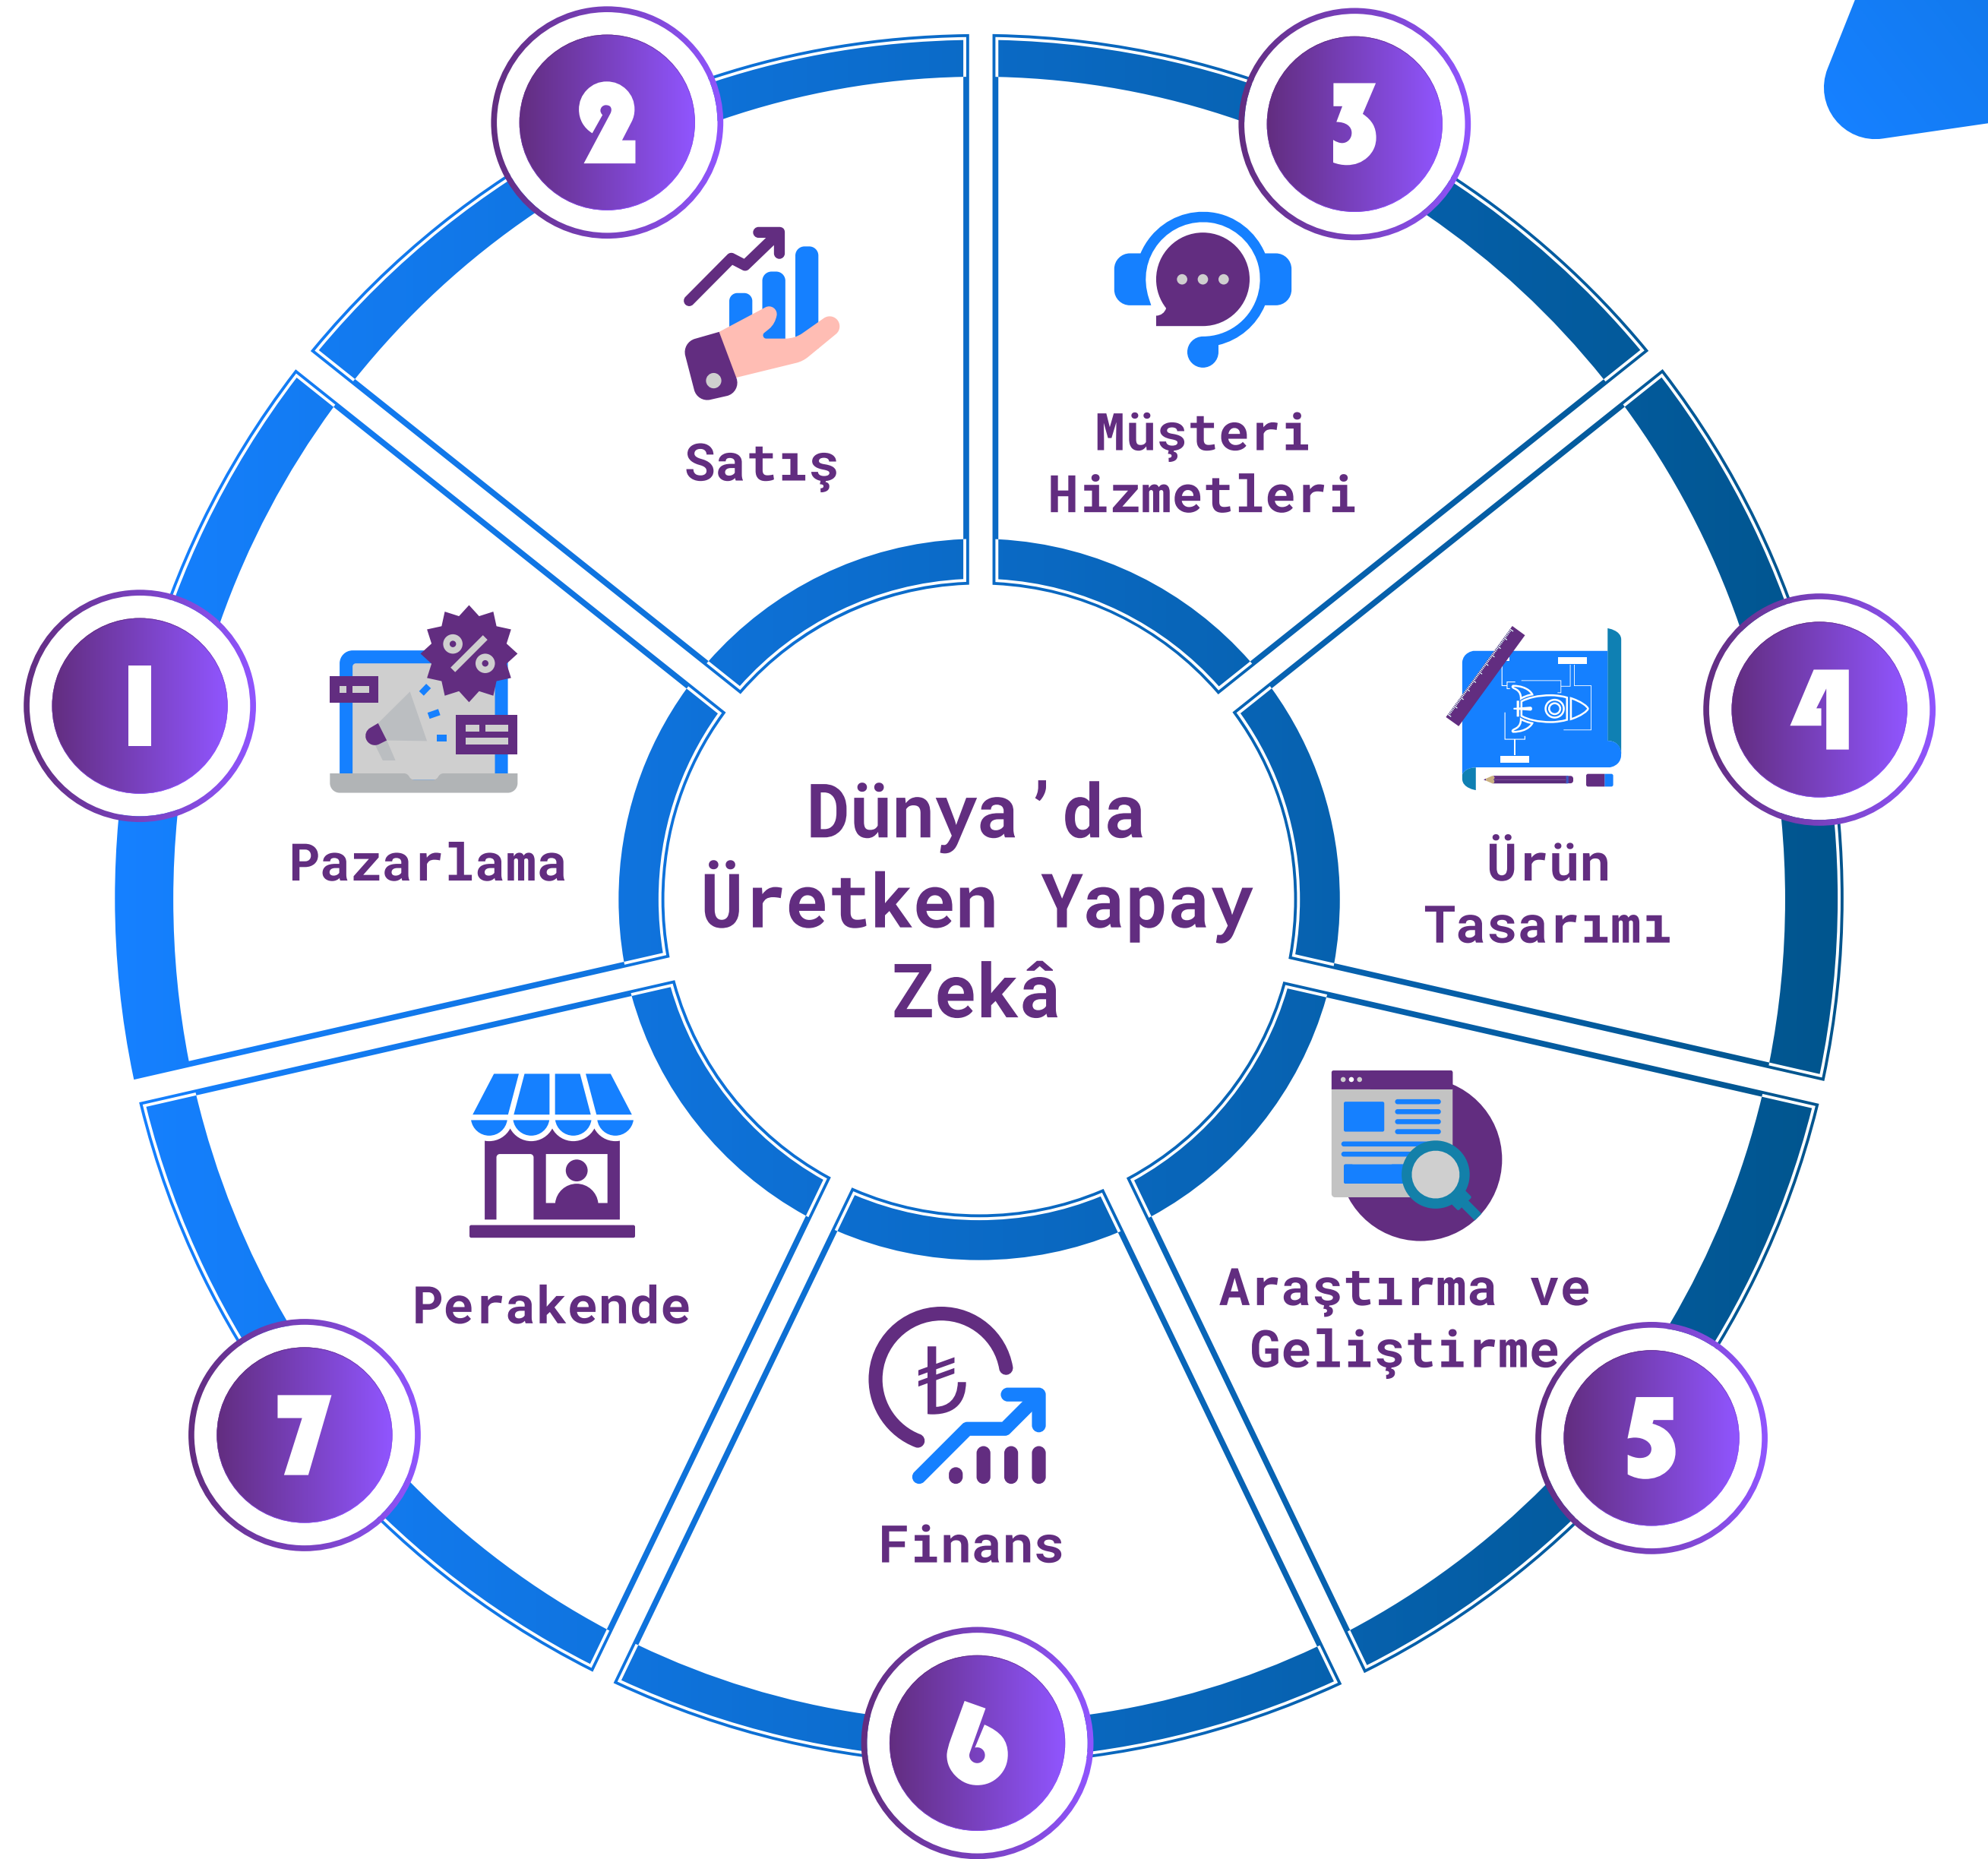 2
3
Satış
Müşteri
Hizmetleri
1
Pazarlama
4
Ürün
Tasarımı
Dünya’da
Üretken Yapay
Zekâ
Perakende
7
Araştırma ve
Geliştirme
5
₺
Finans
6